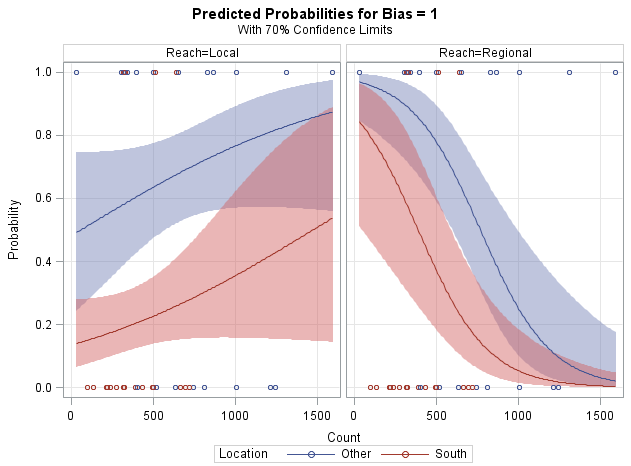 Predicted Probabilities for Bias = 1
With 70% Confidence Limits
Reach=Local
Reach=Regional
1.0
0.8
0.6
0.4
0.2
0.0
Probability
0
500
1000
1500
0
500
1000
1500
Count
Location Other South